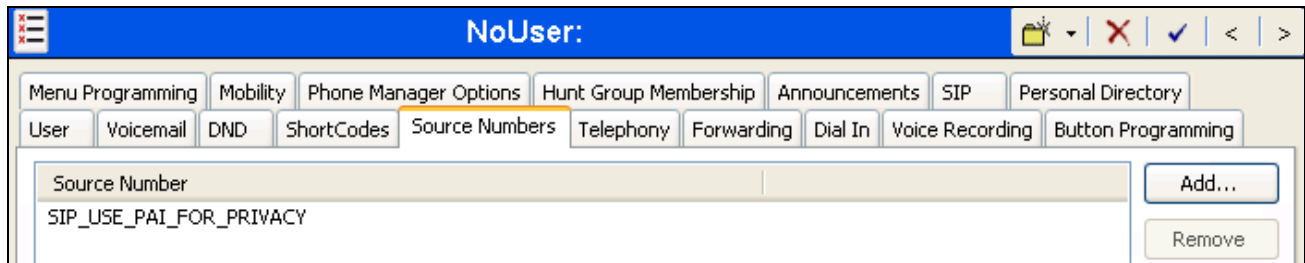 NoUser:
< >
Menu Programming Mobility Phone Manager Options Hunt Group Membership Announcements SIP Personal Directory
User Voicemail DND ShortCodes Source Numbers Telephony Forwarding Dial In Voice Recording Button Programming
Source Number
Add...
SIP_USE_PAI_FOR_PRIVACY
Remove